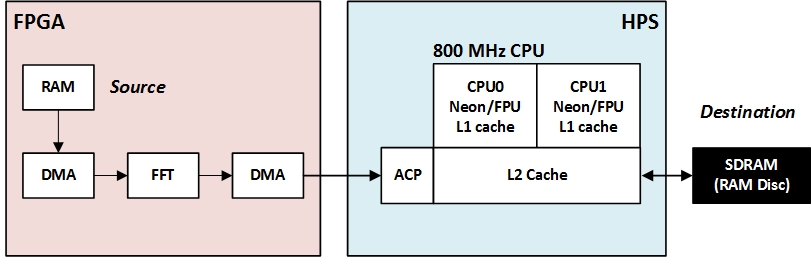 FPGA
HPS
800 MHz CPU
RAM
Source
CPU0
Neon/FPU
L1 cache
CPU1
Neon/FPU
L1 cache
Destination
DMA
FFT
DMA
ACP
L2 Cache
SDRAM
(RAM Disc)